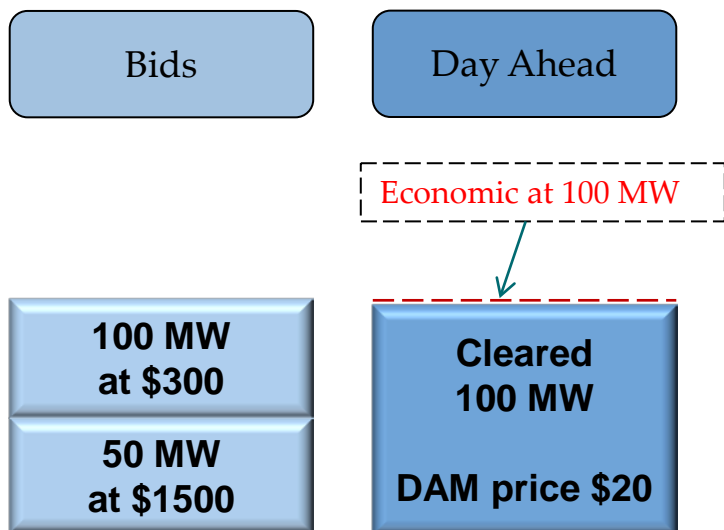 Bids
Day Ahead
Economic at 100 MW
100 MW
at $300
50 MW
at $1500
Cleared
100 MW
DAM price $20